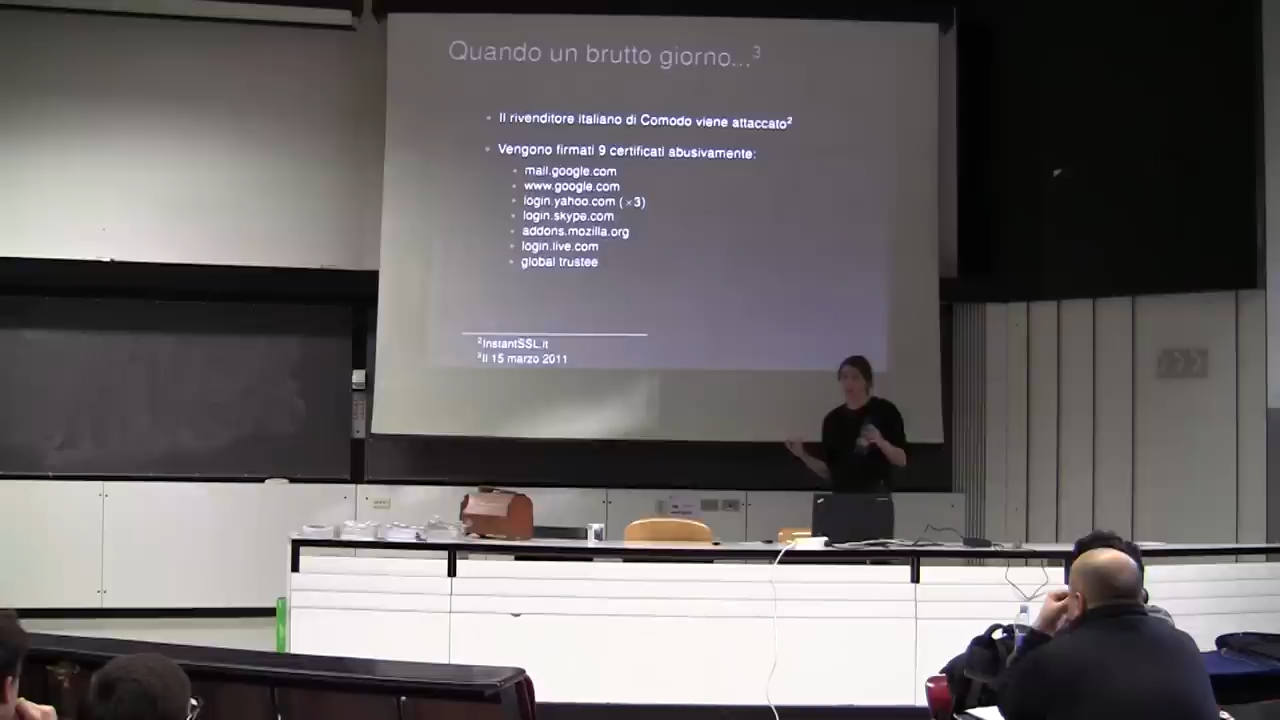 Quando un brutto giorno...³
Il rivenditore italiano di Comodo viene attaccato²
Vengono firmati 9 certificati abusivamente:
mail.google.com
www.google.com
login.yahoo.com (×3)
login.skype.com
addons.mozilla.org
login.live.com
global trustee
²InstantSSL.it
³Il 15 marzo 2011